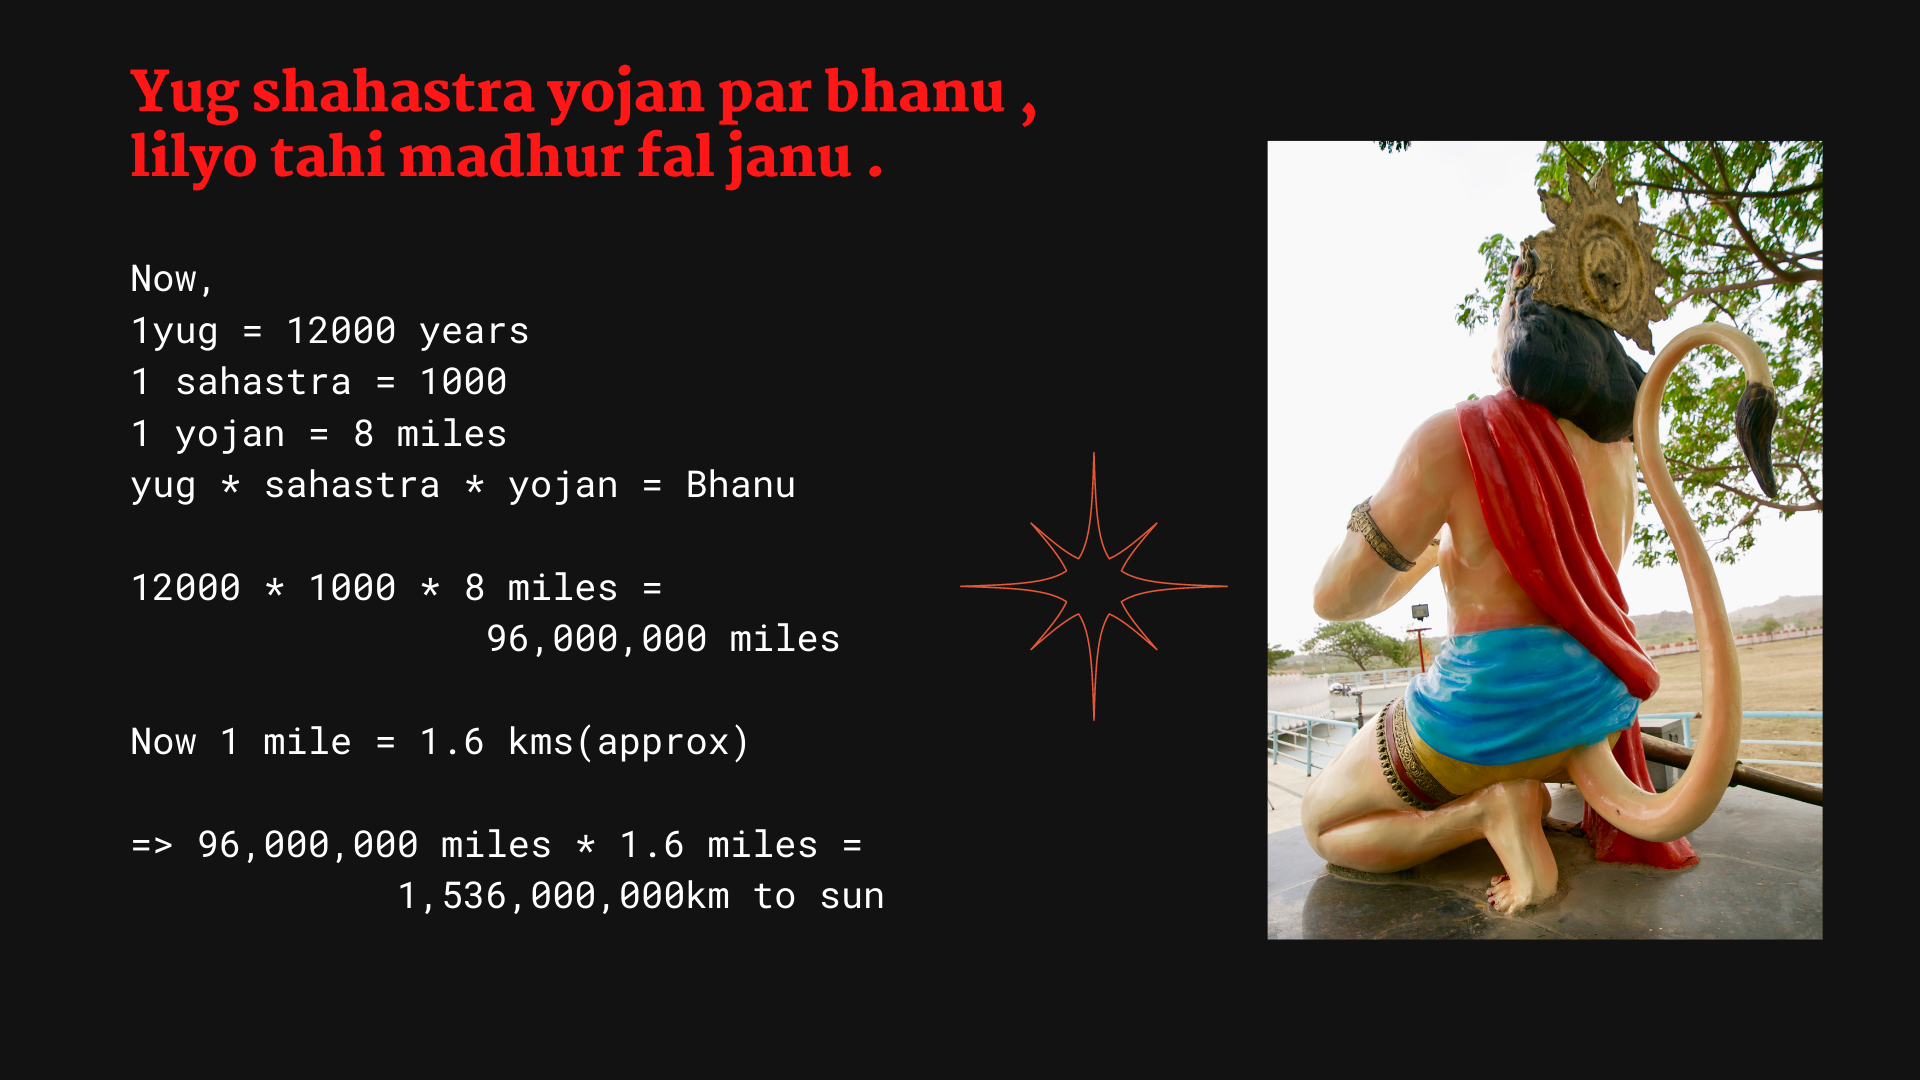 Yug shahastra yojan par bhanu ,
lilyo tahi madhur fal janu .
Now,
1yug = 12000 years
1 sahastra = 1000
1 yojan = 8 miles
yug * sahastra * yojan = Bhanu
12000 * 1000 * 8 miles =
96,000,000 miles
Now 1 mile = 1.6 kms(approx)
=> 96,000,000 miles * 1.6 miles =
1,536,000,000km to sun